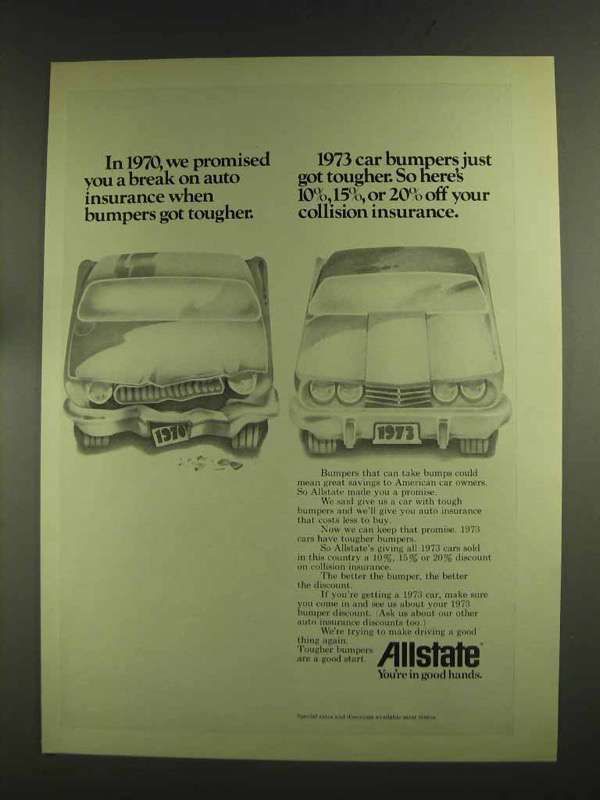 In 1970, we promised
you a break on auto
insurance when
bumpers got tougher.
1973 car bumpers just
got tougher. So here's
10%, 15%, or 20% off your
collision insurance.
1970
1973
Bumpers that can take bumps could
mean great savings to American car owners.
So Allstate made you a promise.
We said give us a car with tough
bumpers and we'll give you auto insurance
that costs less to buy.
Now we can keep that promise. 1973
cars have tougher bumpers.
So Allstate's giving all 1973 cars sold
in this country a 10%, 15% or 20% discount
on collision insurance.
The better the bumper, the better
the discount.
If you're getting a 1973 car, make sure
you come in and see us about your 1973
bumper discount. (Ask us about our other
auto insurance discounts too.)
We're trying to make driving a good
thing again.
Tougher bumpers
are a good start.
Allstate
You're in good hands.
Special rates and discounts available most states.